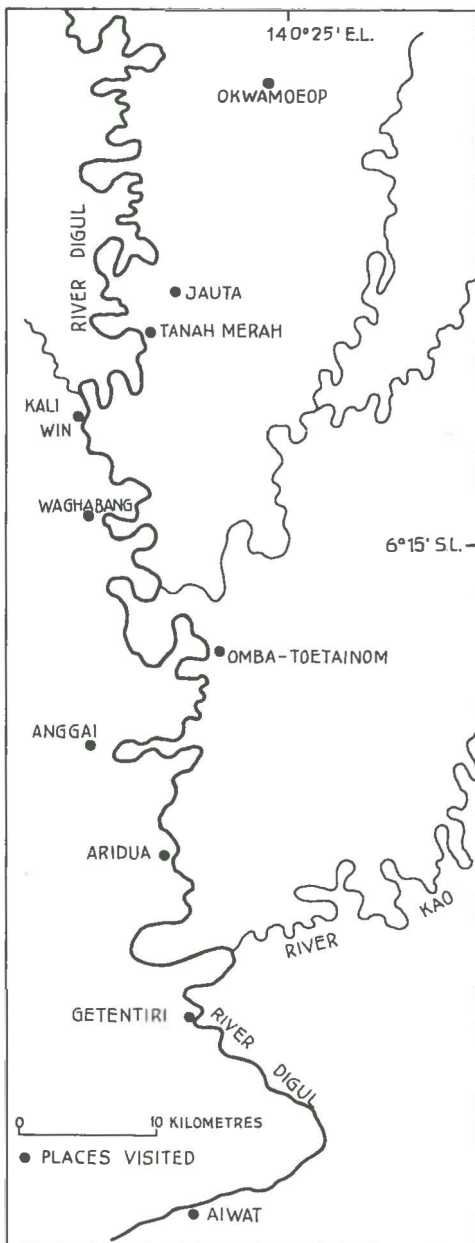 140°25' E.L.
OKWAMOEOP
RIVER DIGUL
JAUTA
TANAH MERAH
KALI
WIN
WAGHABANG
6°15' S.L.
OMBA-TOETAINOM
ANGGAI
ARIDUA
RIVER KAO
GETENTIRI
RIVER DIGUL
0 10 KILOMETRES
PLACES VISITED
AIWAT